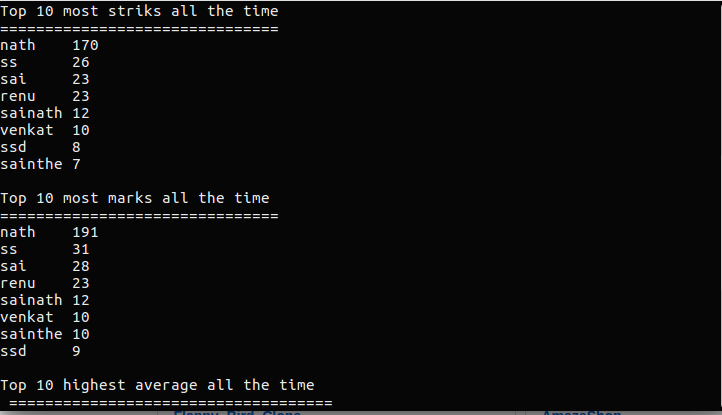 Top 10 most striks all the time
===============================
nath    170
ss      26
sai     23
renu    23
sainath 12
venkat  10
ssd     8
sainthe 7
Top 10 most marks all the time
===============================
nath    191
ss      31
sai     28
renu    23
sainath 12
venkat  10
sainthe 10
ssd     9
Top 10 highest average all the time
 ====================================